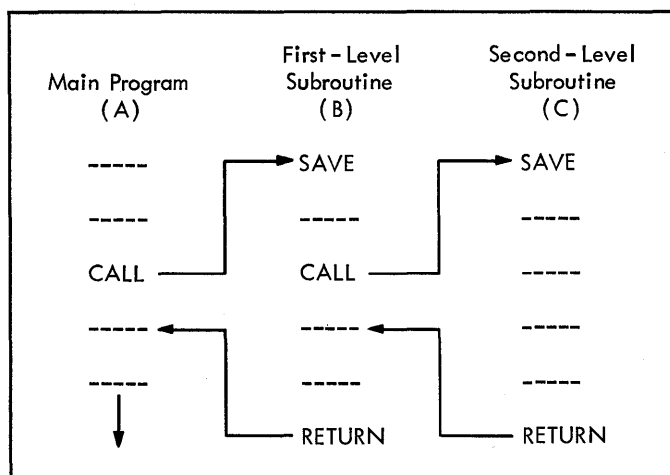 Main Program
(A)
First-Level
Subroutine
(B)
Second-Level
Subroutine
(C)
-----
SAVE
SAVE
-----
-----
-----
CALL
CALL
-----
-----
-----
-----
-----
-----
-----
RETURN
RETURN